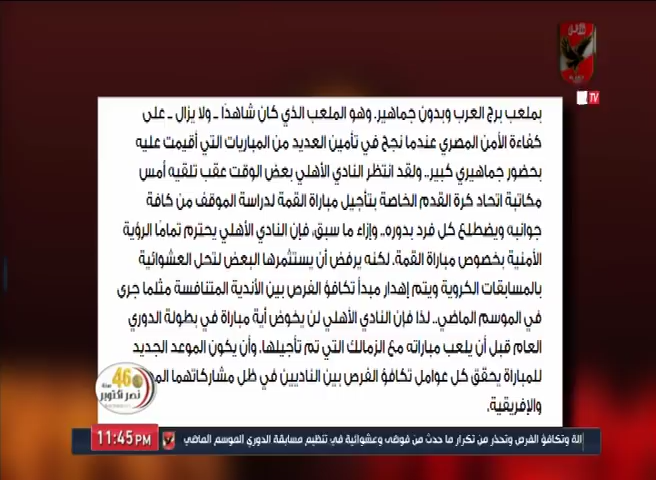 الأهلي
TV
بملعب برج العرب وبدون جماهير. وهو الملعب الذي كان شاهدًا - ولا يزال - على
كفاءة الأمن المصري عندما نجح في تأمين العديد من المباريات التي أقيمت عليه
بحضور جماهيري كبير.. ولقد انتظر النادي الأهلي بعض الوقت عقب تلقيه أمس
مكاتبة اتحاد كرة القدم الخاصة بتأجيل مباراة القمة لدراسة الموقف من كافة
جوانبه ويضطلع كل فرد بدوره.. وإزاء ما سبق، فإن النادي الأهلي يحترم تمامًا الرؤية
الأمنية بخصوص مباراة القمة. لكنه يرفض أن يستثمرها البعض لتحل العشوائية
بالمسابقات الكروية ويتم إهدار مبدأ تكافؤ الفرص بين الأندية المتنافسة مثلما جرى
في الموسم الماضي.. لذا فإن النادي الأهلي لن يخوض أية مباراة في بطولة الدوري
العام قبل أن يلعب مباراته مع الزمالك التي تم تأجيلها، وأن يكون الموعد الجديد
للمباراة يحقق كل عوامل تكافؤ الفرص بين الناديين في ظل مشاركاتهما
والإفريقية.
46 سنة
نصر أكتوبر
11:45 PM
الة وتكافؤ الفرص وتحذر من تكرار ما حدث من فوضى وعشوائية في تنظيم مسابقة الدوري الموسم الماضي